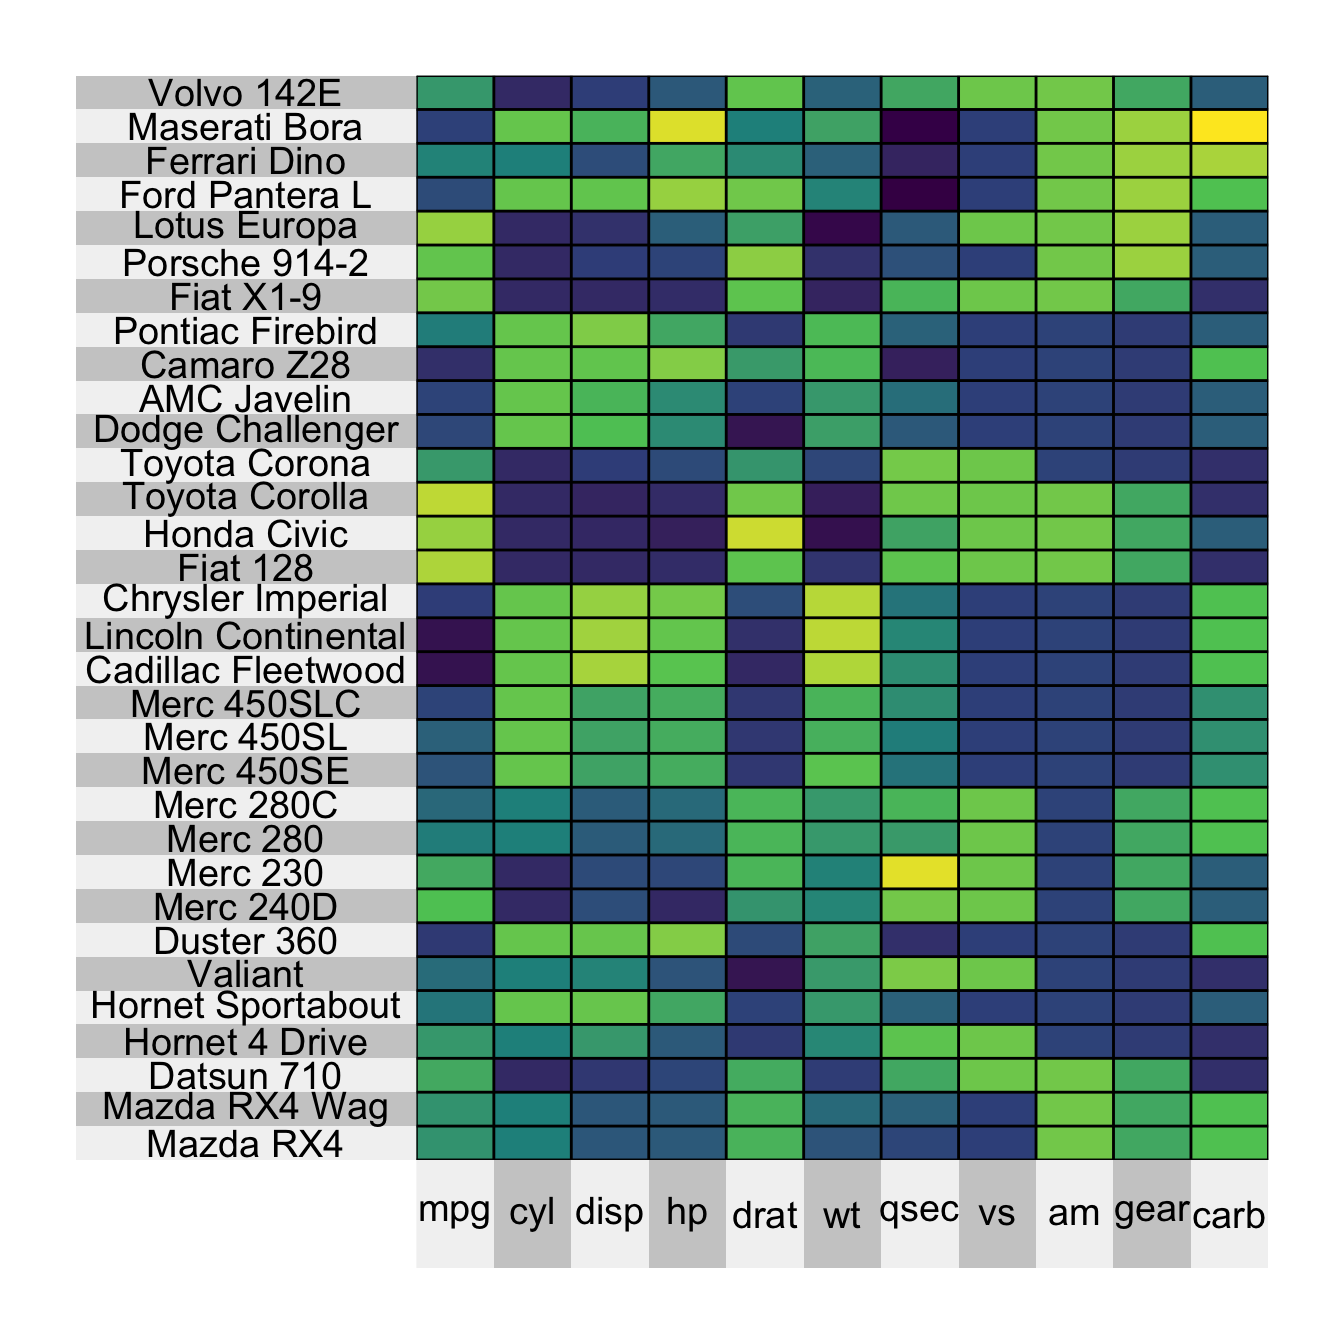 Volvo 142E
Maserati Bora
Ferrari Dino
Ford Pantera L
Lotus Europa
Porsche 914-2
Fiat X1-9
Pontiac Firebird
Camaro Z28
AMC Javelin
Dodge Challenger
Toyota Corona
Toyota Corolla
Honda Civic
Fiat 128
Chrysler Imperial
Lincoln Continental
Cadillac Fleetwood
Merc 450SLC
Merc 450SL
Merc 450SE
Merc 280C
Merc 280
Merc 230
Merc 240D
Duster 360
Valiant
Hornet Sportabout
Hornet 4 Drive
Datsun 710
Mazda RX4 Wag
Mazda RX4
mpg cyl disp hp drat wt qsec vs am gear carb